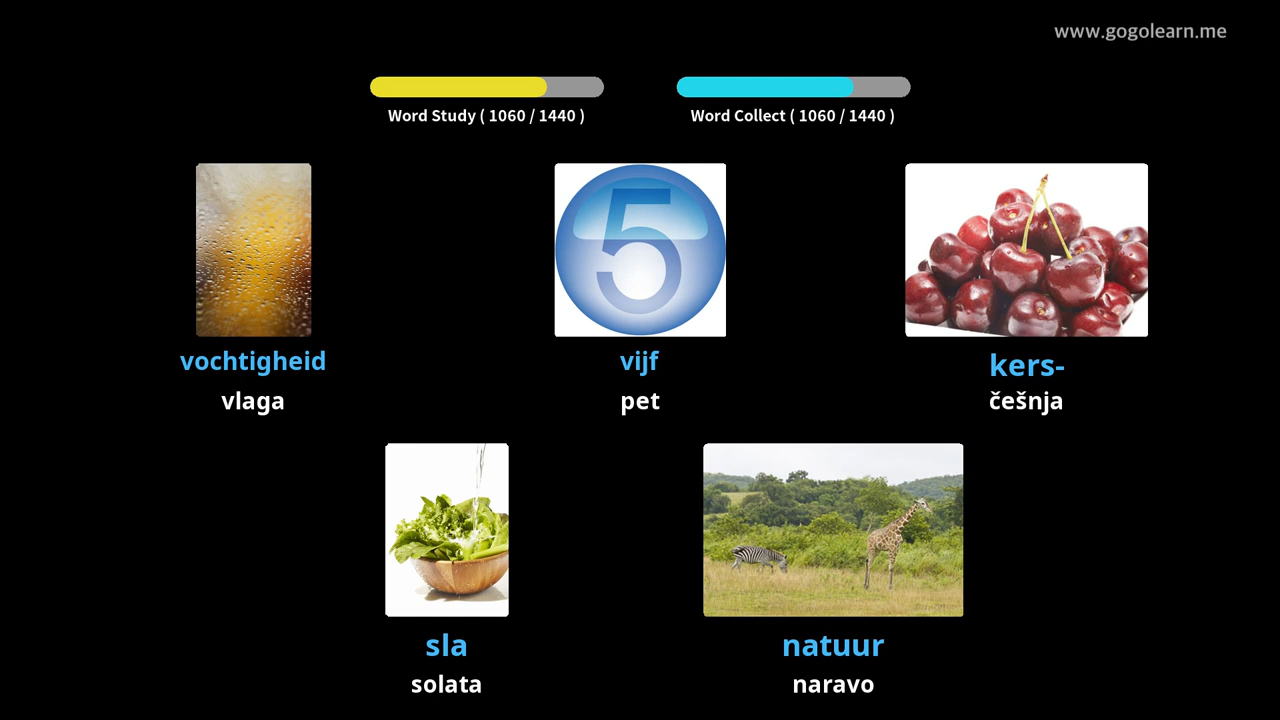 www.gogolearn.me
Word Study ( 1060 / 1440 )
Word Collect ( 1060 / 1440 )
5
vochtigheid
vijf
kers-
vlaga
pet
češnja
sla
natuur
solata
naravo